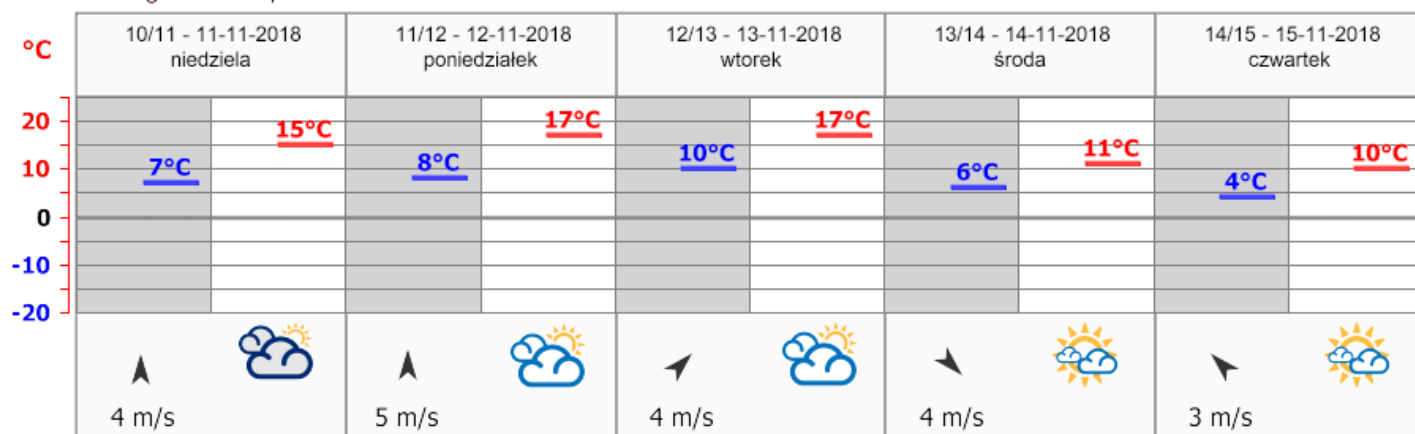 °C
10/11 - 11-11-2018
niedziela
11/12 - 12-11-2018
poniedziałek
12/13 - 13-11-2018
wtorek
13/14 - 14-11-2018
środa
14/15 - 15-11-2018
czwartek
20
10
0
-10
-20
7°C
15°C
8°C
17°C
10°C
17°C
6°C
11°C
4°C
10°C
4 m/s
5 m/s
4 m/s
4 m/s
3 m/s